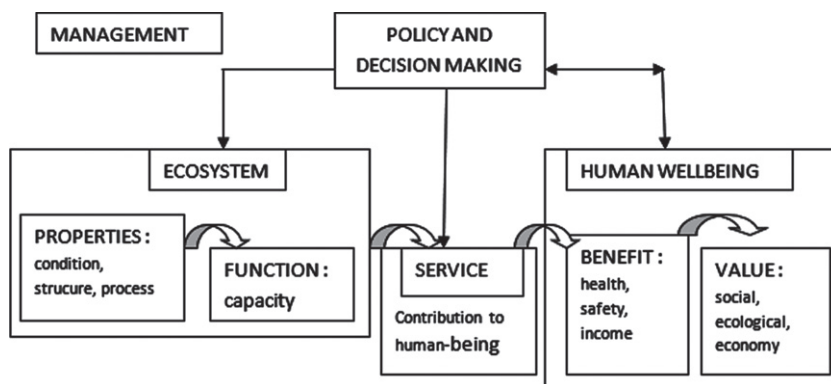 MANAGEMENT
POLICY AND
DECISION MAKING
ECOSYSTEM
HUMAN WELLBEING
PROPERTIES :
condition,
strucure, process
FUNCTION :
capacity
SERVICE
Contribution to
human-being
BENEFIT :
health,
safety,
income
VALUE :
social,
ecological,
economy